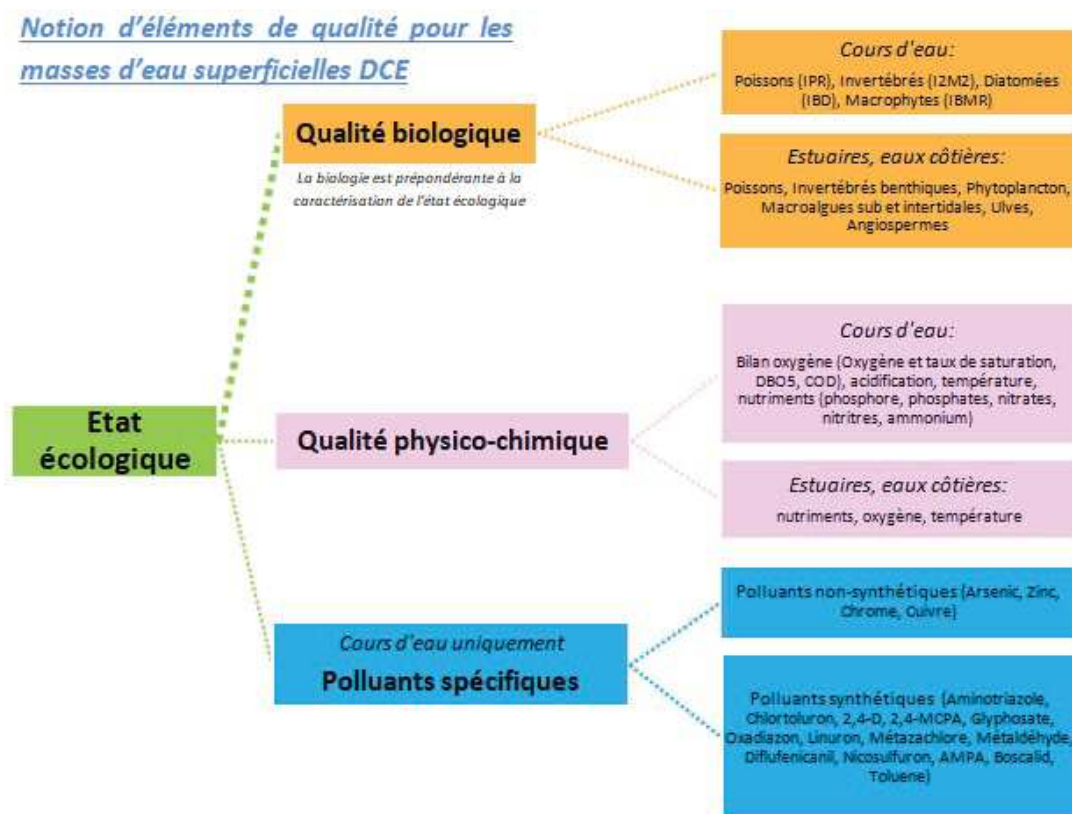 Notion d'éléments de qualité pour les
masses d'eau superficielles DCE
Qualité biologique
La biologie est prépondérante à la
caractérisation de l'état écologique
Cours d'eau:
Poissons (IPR), Invertébrés (I2M2), Diatomées
(IBD), Macrophytes (IBMR)
Estuaires, eaux côtières:
Poissons, Invertébrés benthiques, Phytoplancton,
Macroalgues sub et intertidales, Ulves,
Angiospermes
Etat
écologique
Qualité physico-chimique
Cours d'eau:
Bilan oxygène (Oxygène et taux de saturation,
DBO5, COD), acidification, température,
nutriments (phosphore, phosphates, nitrates,
nitritres, ammonium)
Estuaires, eaux côtières:
nutriments, oxygène, température
Cours d'eau uniquement
Polluants spécifiques
Polluants non-synthétiques (Arsenic, Zinc,
Chrome, Cuivre)
Polluants synthétiques (Aminotriazole,
Chlortoluron, 2,4-D, 2,4-MCPA, Glyphosate,
Oxadiazon, Linuron, Métazachlore, Métaldéhyde,
Diflufenicanil, Nicosulfuron, AMPA, Boscalid,
Toluene)